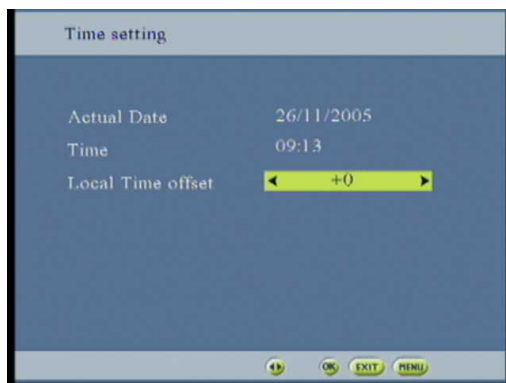 Time setting
Actual Date 26/11/2005
Time 09:13
Local Time offset +0
OK EXIT MENU